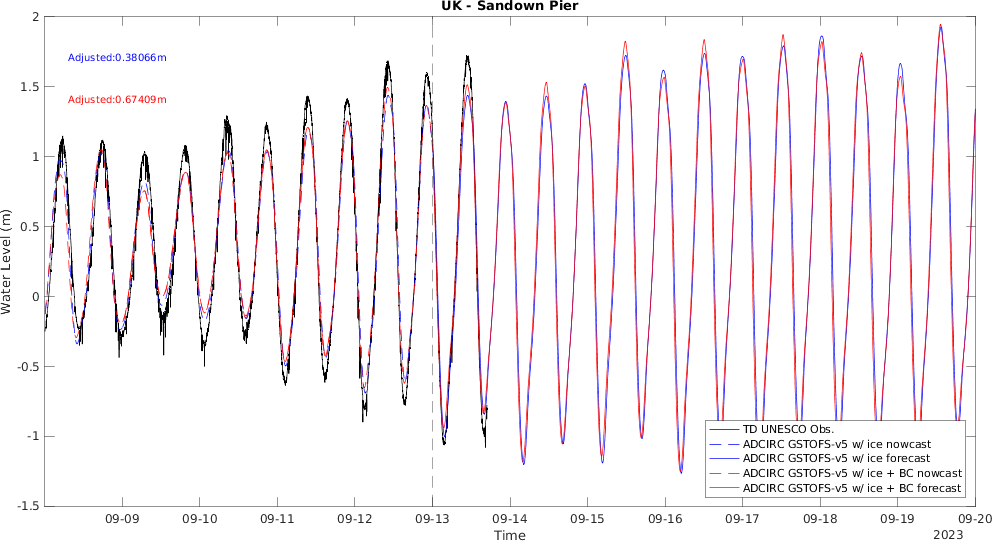 UK - Sandown Pier
Adjusted:0.38066m
Adjusted:0.67409m
Water Level (m)
2
1.5
1
0.5
0
-0.5
-1
-1.5
TD UNESCO Obs.
ADCIRC GSTOFS-v5 w/ ice nowcast
ADCIRC GSTOFS-v5 w/ ice forecast
ADCIRC GSTOFS-v5 w/ ice + BC nowcast
ADCIRC GSTOFS-v5 w/ ice + BC forecast
09-09 09-10 09-11 09-12 09-13 09-14 09-15 09-16 09-17 09-18 09-19 09-20
Time
2023